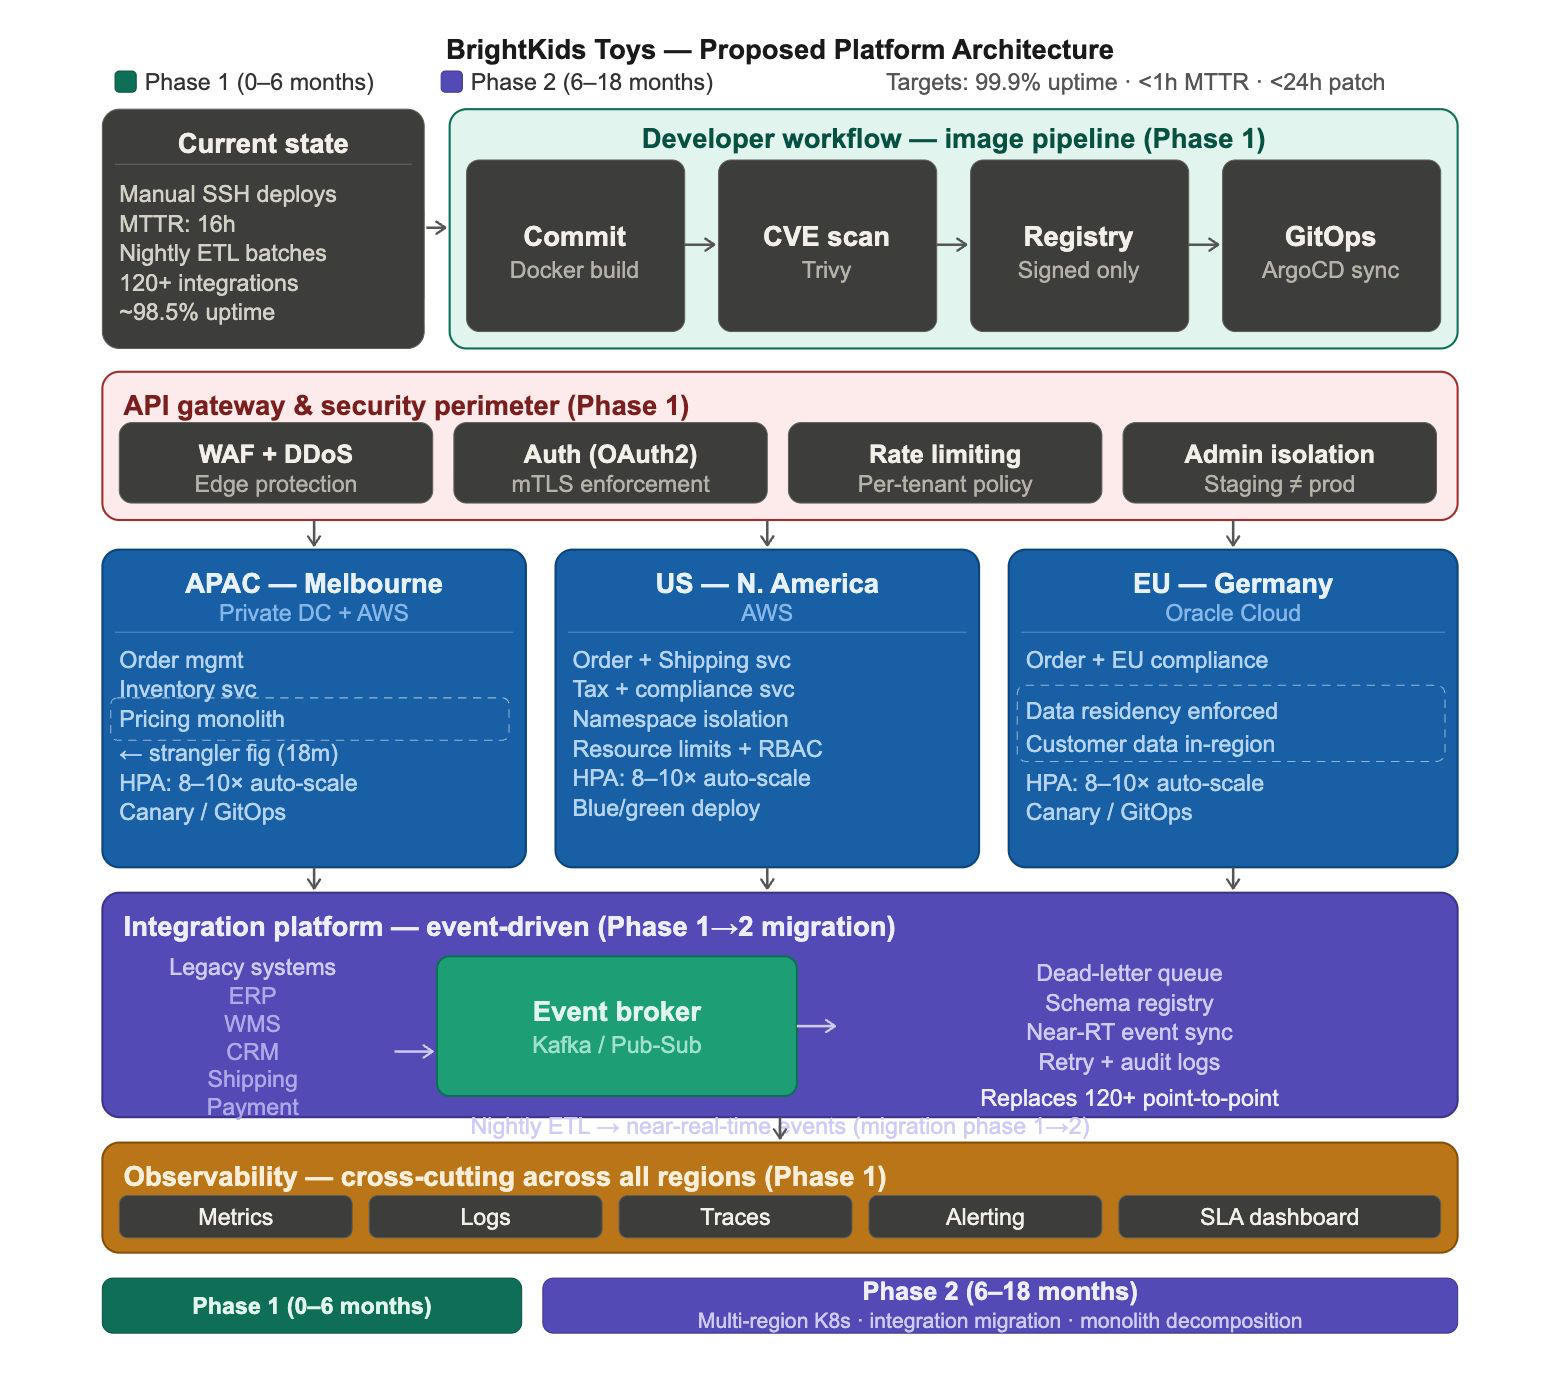 BrightKids Toys — Proposed Platform Architecture
Phase 1 (0–6 months)
Phase 2 (6–18 months)
Targets: 99.9% uptime · <1h MTTR · <24h patch
Current state
Manual SSH deploys
MTTR: 16h
Nightly ETL batches
120+ integrations
~98.5% uptime
Developer workflow — image pipeline (Phase 1)
Commit
Docker build
CVE scan
Trivy
Registry
Signed only
GitOps
ArgoCD sync
API gateway & security perimeter (Phase 1)
WAF + DDoS
Edge protection
Auth (OAuth2)
mTLS enforcement
Rate limiting
Per-tenant policy
Admin isolation
Staging ≠ prod
APAC — Melbourne
Private DC + AWS
Order mgmt
Inventory svc
Pricing monolith
← strangler fig (18m)
HPA: 8–10× auto-scale
Canary / GitOps
US — N. America
AWS
Order + Shipping svc
Tax + compliance svc
Namespace isolation
Resource limits + RBAC
HPA: 8–10× auto-scale
Blue/green deploy
EU — Germany
Oracle Cloud
Order + EU compliance
Data residency enforced
Customer data in-region
HPA: 8–10× auto-scale
Canary / GitOps
Integration platform — event-driven (Phase 1→2 migration)
Legacy systems
ERP
WMS
CRM
Shipping
Payment
Event broker
Kafka / Pub-Sub
Dead-letter queue
Schema registry
Near-RT event sync
Retry + audit logs
Replaces 120+ point-to-point
Nightly ETL → near-real-time events (migration phase 1→2)
Observability — cross-cutting across all regions (Phase 1)
Metrics
Logs
Traces
Alerting
SLA dashboard
Phase 1 (0–6 months)
Phase 2 (6–18 months)
Multi-region K8s · integration migration · monolith decomposition